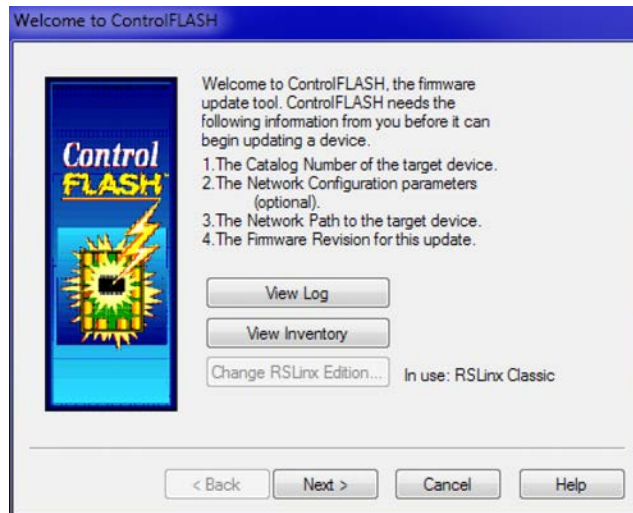 Welcome to ControlFLASH
Control
FLASH™
Welcome to ControlFLASH, the firmware
update tool. ControlFLASH needs the
following information from you before it can
begin updating a device.
1.The Catalog Number of the target device.
2.The Network Configuration parameters
(optional).
3.The Network Path to the target device.
4.The Firmware Revision for this update.
View Log
View Inventory
Change RSLinx Edition... In use: RSLinx Classic
< Back Next > Cancel Help